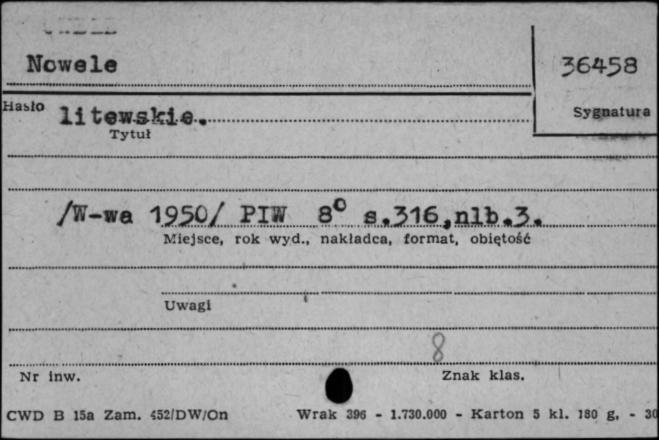 Nowele
36458
Hasło
litewskie.
Sygnatura
Tytuł
/W-wa 1950/ PIW 8º s.316,nlb.3.
Miejsce, rok wyd., nakładca, format, objętość
Uwagi
8
Nr inw.
Znak klas.
CWD B 15a Zam. 452/DW/On Wrak 396 - 1.730.000 - Karton 5 kl. 180 g, - 30